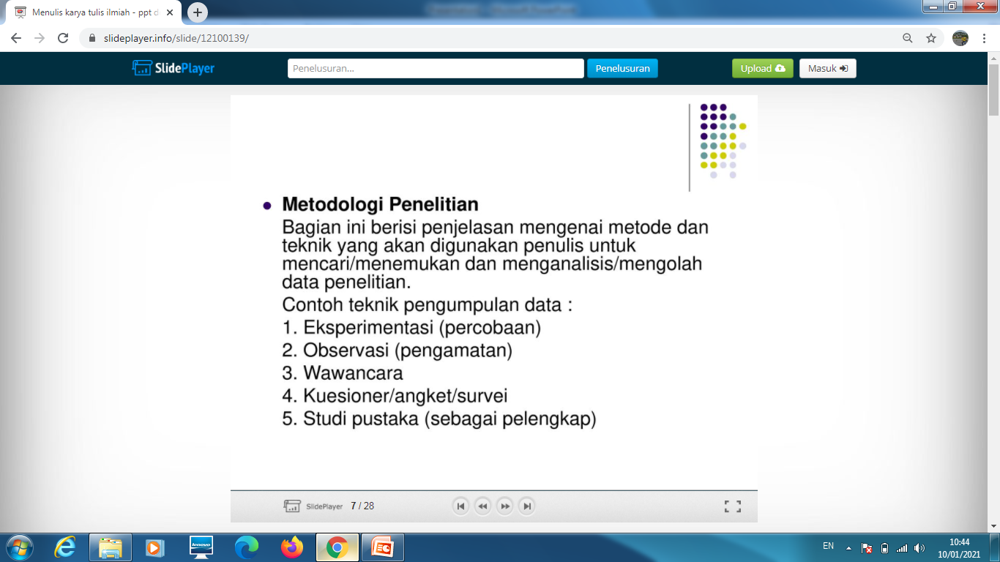 Menulis karya tulis ilmiah - ppt d
slideplayer.info/slide/12100139/
SlidePlayer
Penelusuran...
Penelusuran
Upload
Masuk
Metodologi Penelitian
Bagian ini berisi penjelasan mengenai metode dan
teknik yang akan digunakan penulis untuk
mencari/menemukan dan menganalisis/mengolah
data penelitian.
Contoh teknik pengumpulan data :
1. Eksperimentasi (percobaan)
2. Observasi (pengamatan)
3. Wawancara
4. Kuesioner/angket/survei
5. Studi pustaka (sebagai pelengkap)
SlidePlayer 7 / 28
lenovo
EN
10:44
10/01/2021